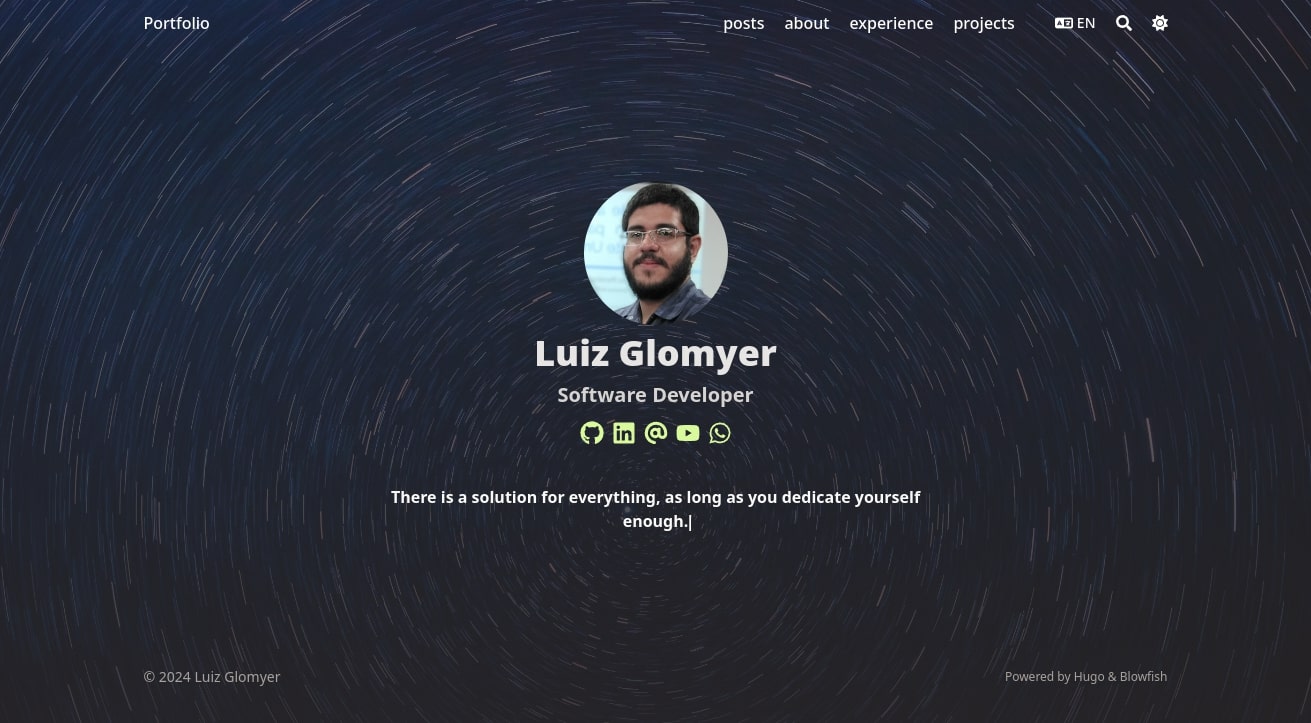 Portfolio
posts about experience projects EN
Luiz Glomyer
Software Developer
There is a solution for everything, as long as you dedicate yourself
enough.|
© 2024 Luiz Glomyer
Powered by Hugo & Blowfish